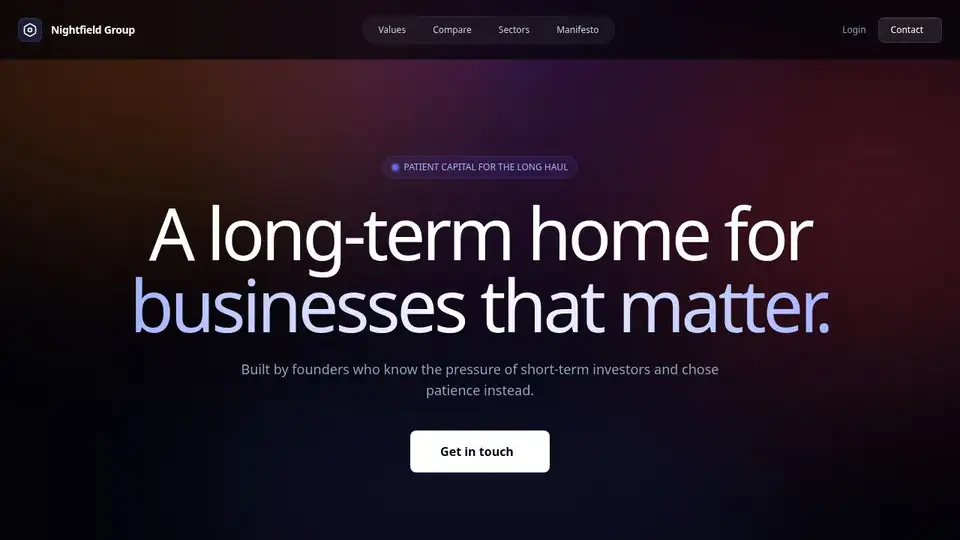 Nightfield Group
Values
Compare
Sectors
Manifesto
Login
Contact
PATIENT CAPITAL FOR THE LONG HAUL
A long-term home for
businesses that matter.
Built by founders who know the pressure of short-term investors and chose
patience instead.
Get in touch